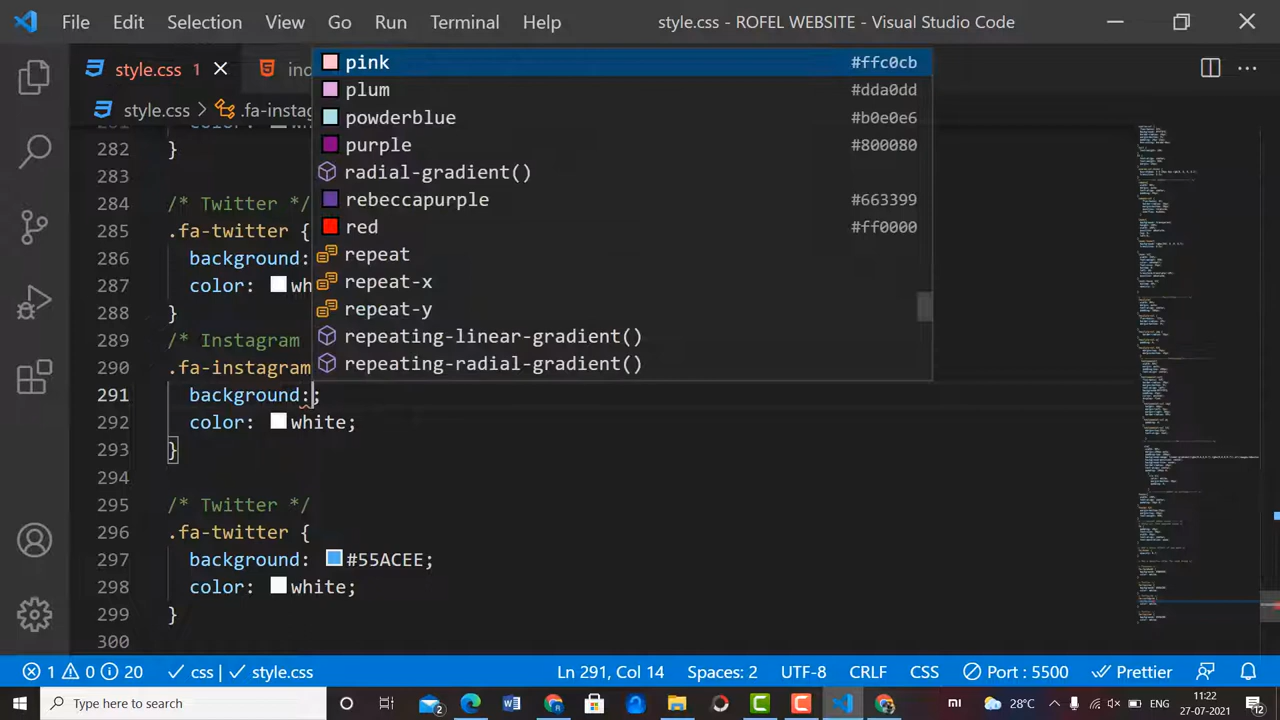 File Edit Selection View Go Run Terminal Help style.css - ROFEL WEBSITE - Visual Studio Code
style.css 1
style.css > .fa-instag
pink #ffc0cb
plum #dda0dd
powderblue #b0e0e6
purple #800080
radial-gradient()
rebeccapurple #663399
red #ff0000
repeat
repeat-x
repeat-y
repeating-linear-gradient()
repeating-radial-gradient()
282 }
283
284 /* Twitter */
285 .fa-twitter {
286 background:
287 color: wh
288 }
289 /* Instagram
290 .fa-instagram
291 background:;
292 color: white;
293 }
294
295 /* Twitter */
296 .fa-twitter {
297 background: #55ACEE;
298 color: white;
299 }
300
1 0 20 css | style.css Ln 291, Col 14 Spaces: 2 UTF-8 CRLF CSS Port : 5500 Prettier
Type here to search 2 28°C ENG 11:22
27-07-2021